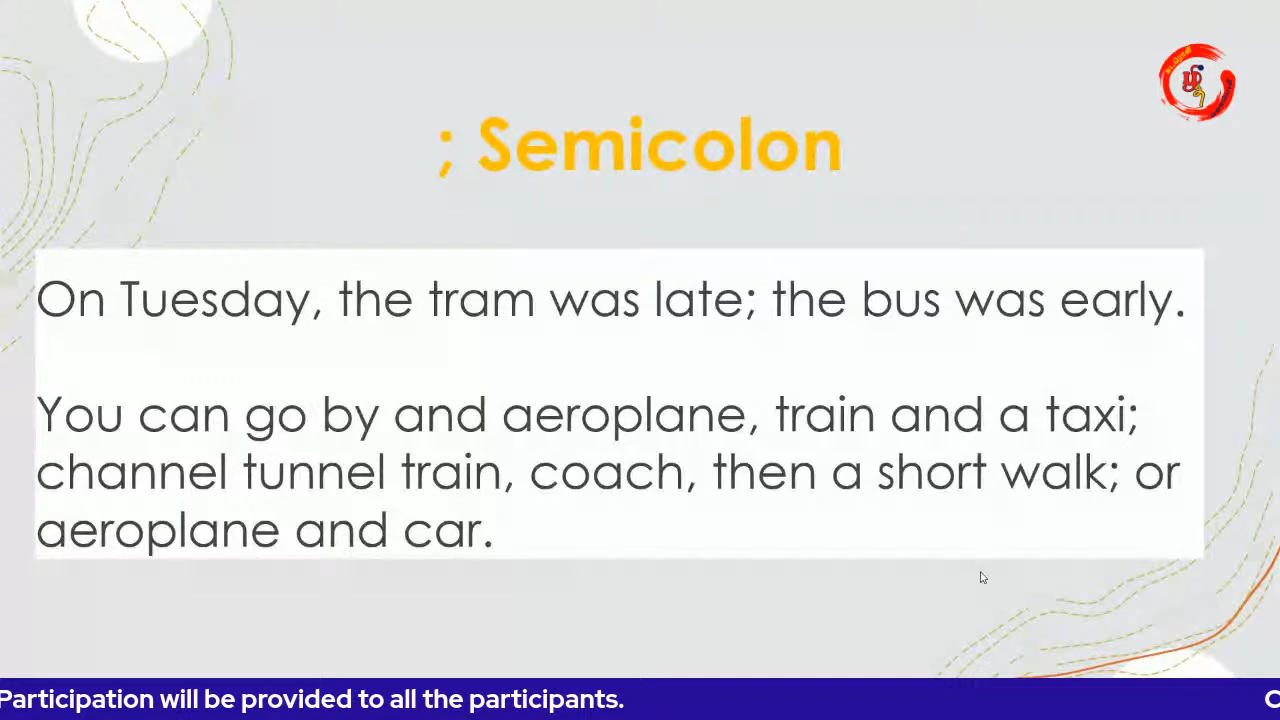 ; Semicolon
On Tuesday, the tram was late; the bus was early.
You can go by and aeroplane, train and a taxi;
channel tunnel train, coach, then a short walk; or
aeroplane and car.
Participation will be provided to all the participants.